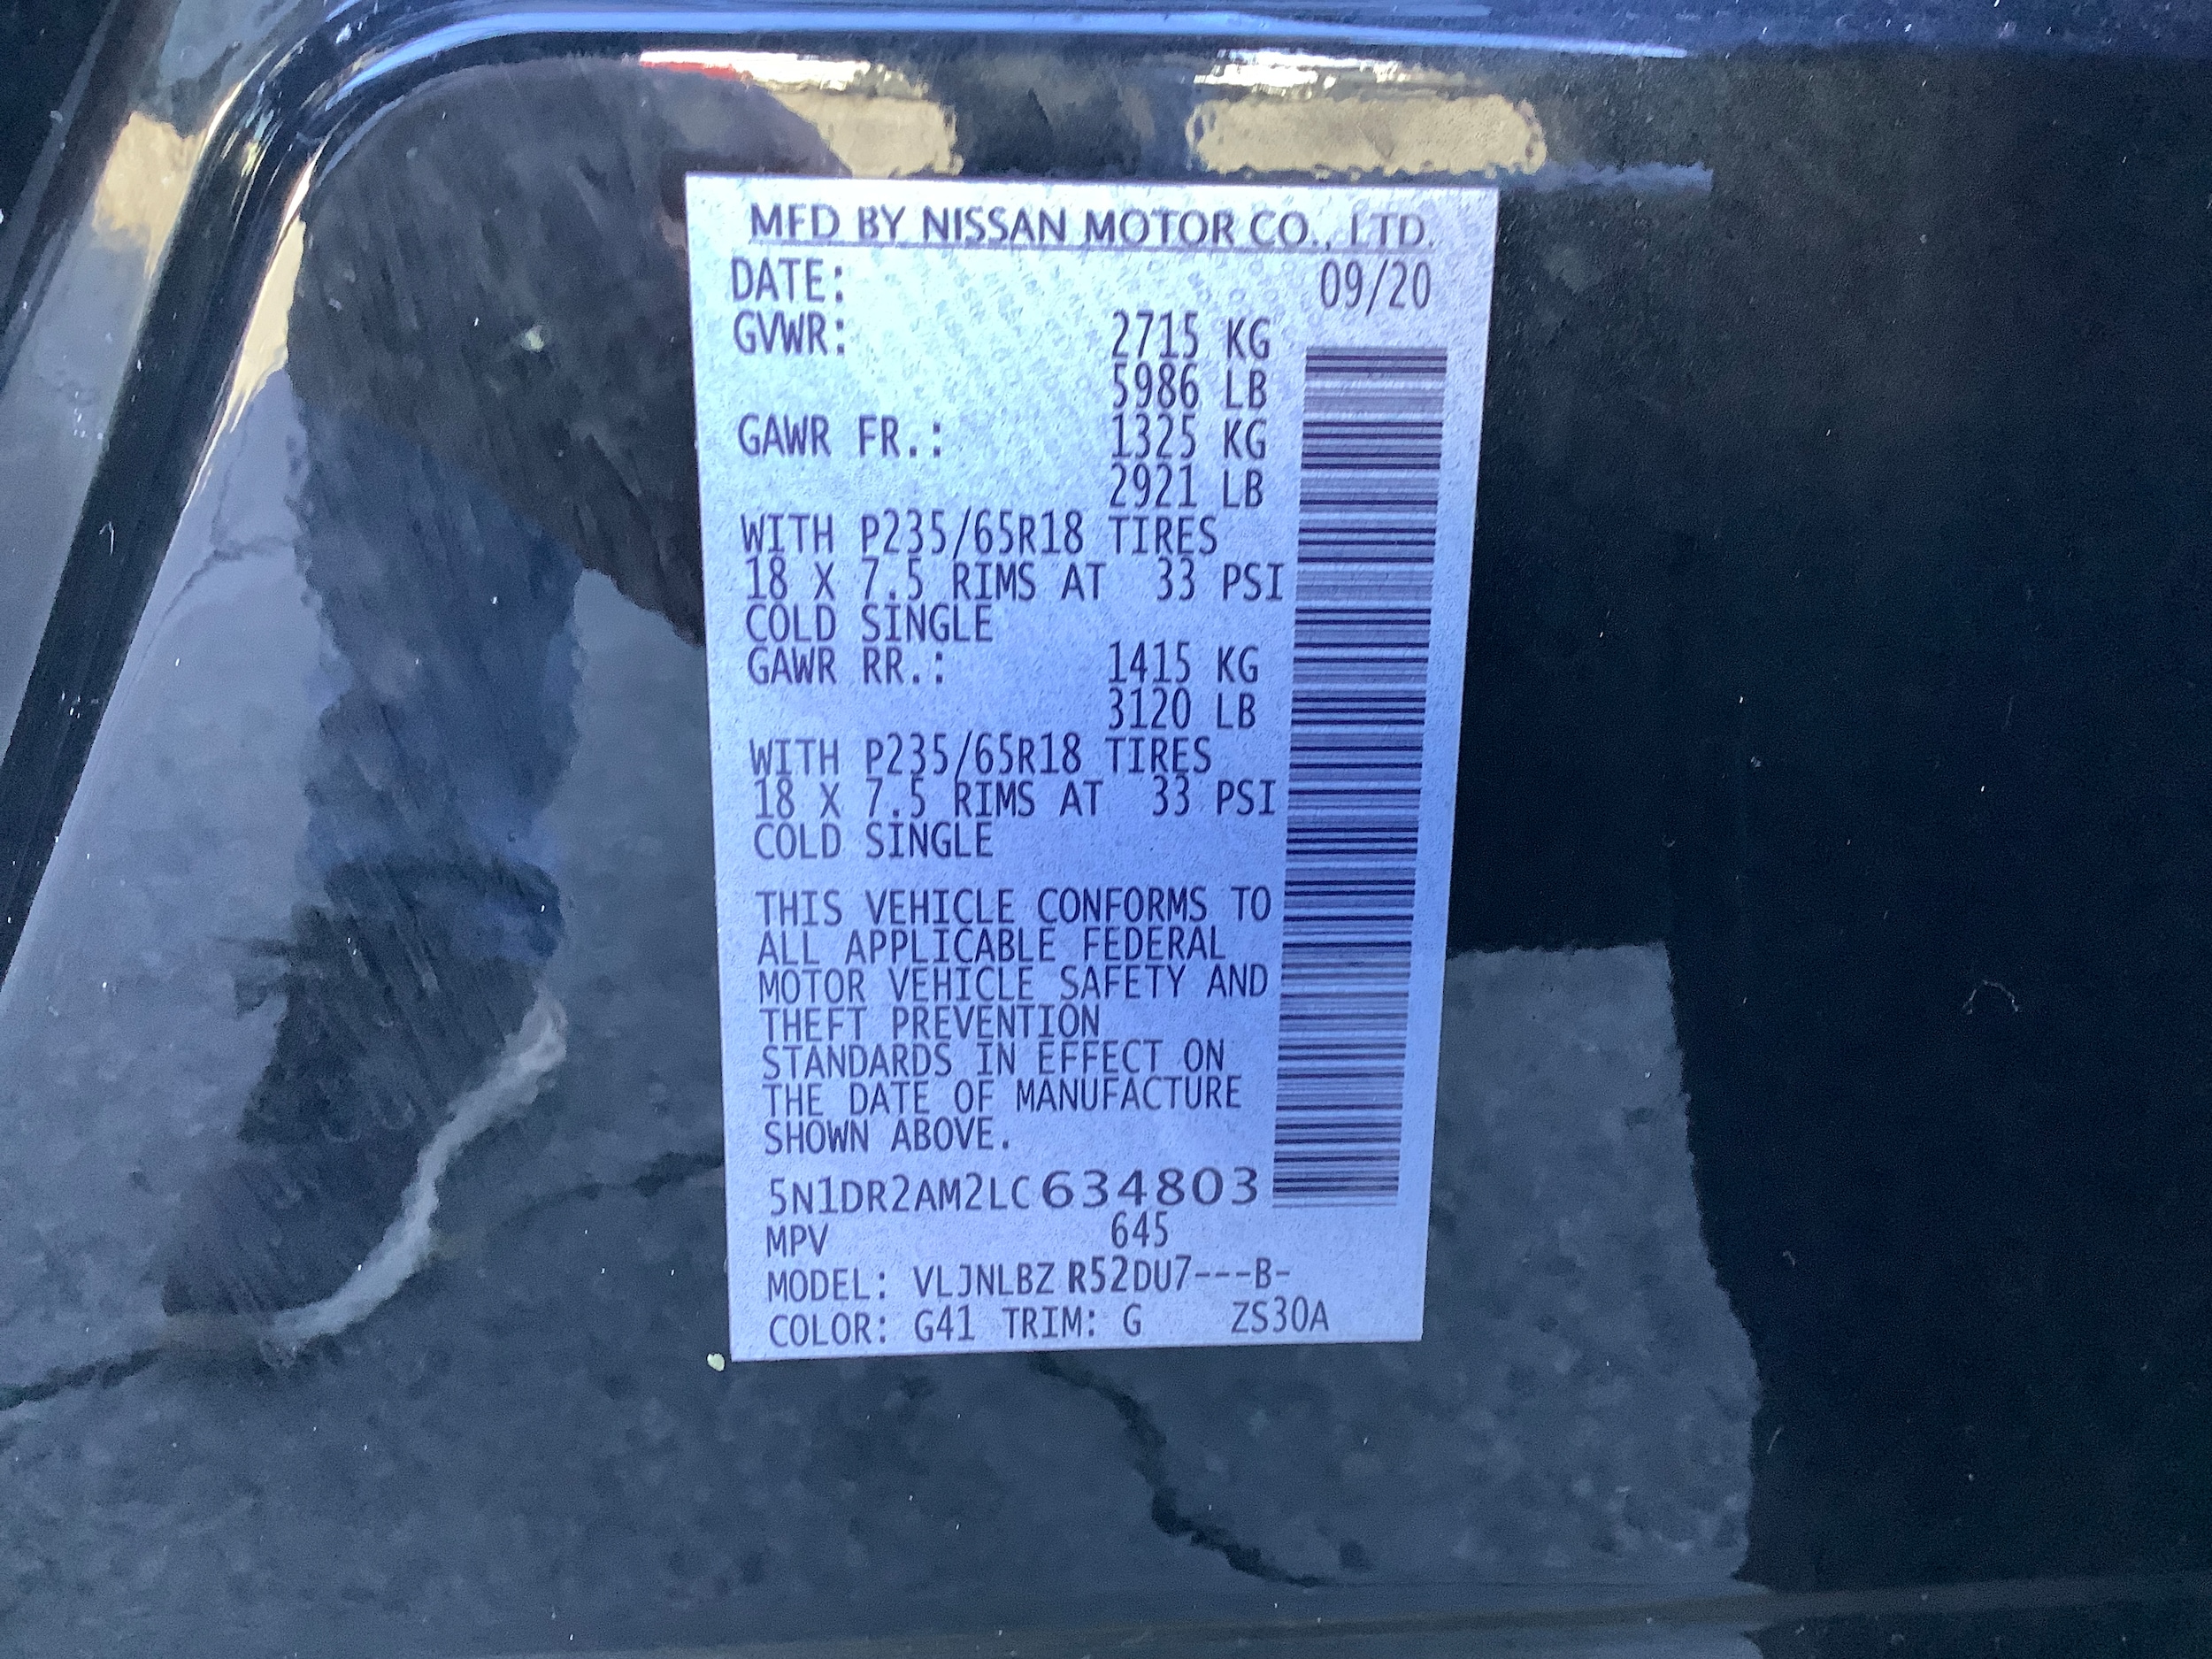 MFD BY NISSAN MOTOR CO., LTD.
DATE: 09/20
GVWR: 2715 KG
5986 LB
GAWR FR.: 1325 KG
2921 LB
WITH P235/65R18 TIRES
18 X 7.5 RIMS AT 33 PSI
COLD SINGLE
GAWR RR.: 1415 KG
3120 LB
WITH P235/65R18 TIRES
18 X 7.5 RIMS AT 33 PSI
COLD SINGLE
THIS VEHICLE CONFORMS TO
ALL APPLICABLE FEDERAL
MOTOR VEHICLE SAFETY AND
THEFT PREVENTION
STANDARDS IN EFFECT ON
THE DATE OF MANUFACTURE
SHOWN ABOVE.
5N1DR2AM2LC634803
MPV 645
MODEL: VLJNLBZ R52DU7---B-
COLOR: G41 TRIM: G ZS30A